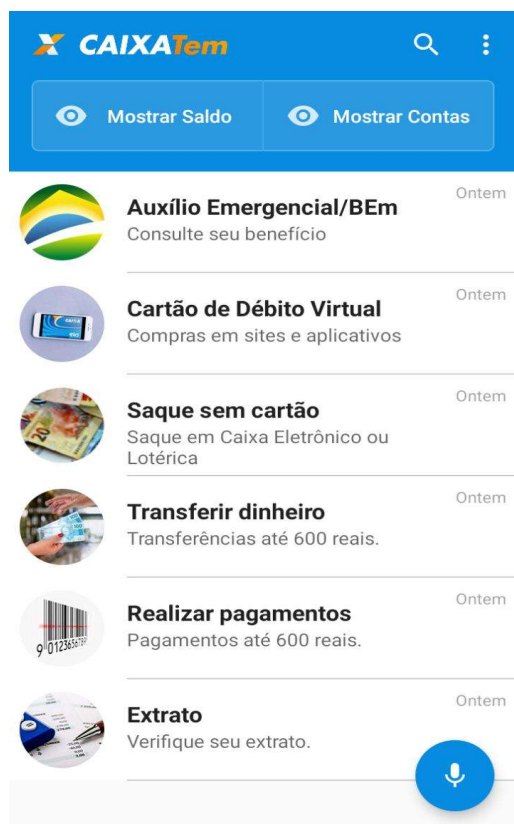 CAIXATem
Mostrar Saldo
Mostrar Contas
Auxílio Emergencial/BEm
Ontem
Consulte seu benefício
Cartão de Débito Virtual
Ontem
Compras em sites e aplicativos
Saque sem cartão
Ontem
Saque em Caixa Eletrônico ou
Lotérica
Transferir dinheiro
Ontem
Transferências até 600 reais.
Realizar pagamentos
Ontem
Pagamentos até 600 reais.
Extrato
Ontem
Verifique seu extrato.